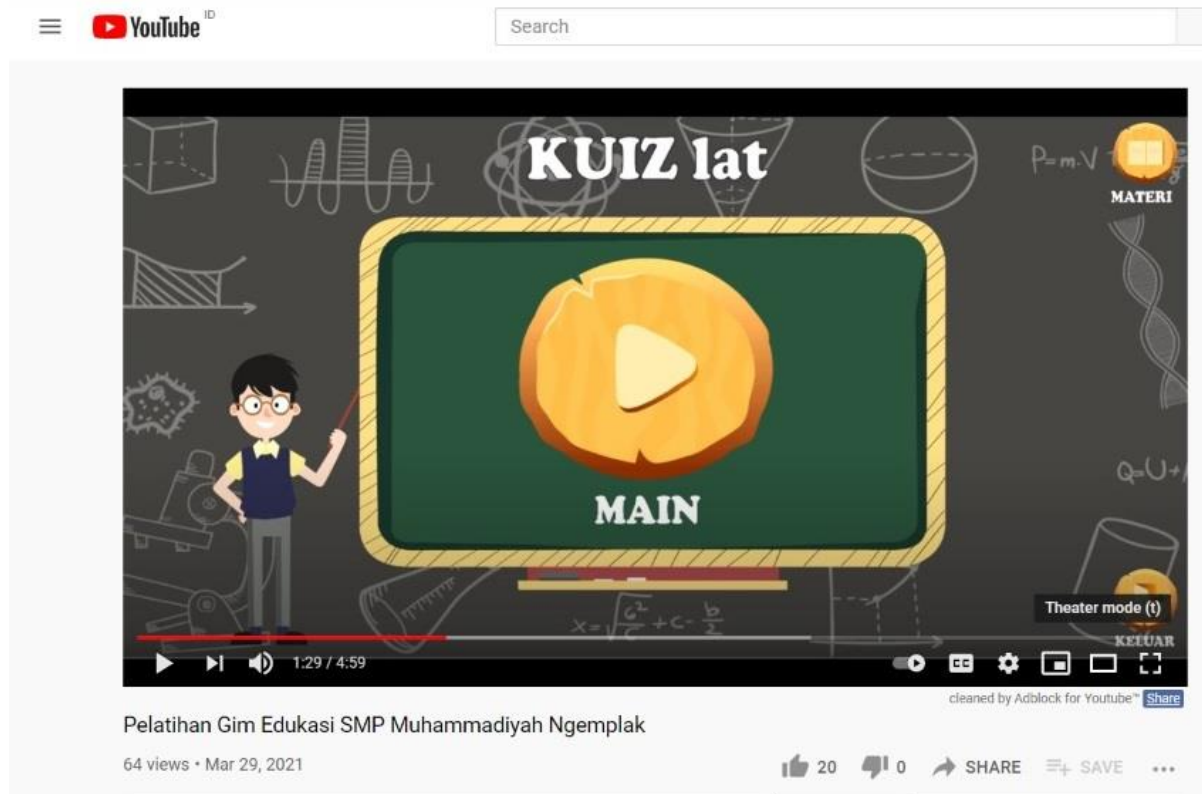 YouTube ID
Search
KUIZ lat
P=m.V
MATERI
MAIN
Q=U+
Theater mode (t)
KELUAR
1:29 / 4:59
CC
cleaned by Adblock for Youtube™ Share
Pelatihan Gim Edukasi SMP Muhammadiyah Ngemplak
64 views • Mar 29, 2021
20 0 SHARE SAVE